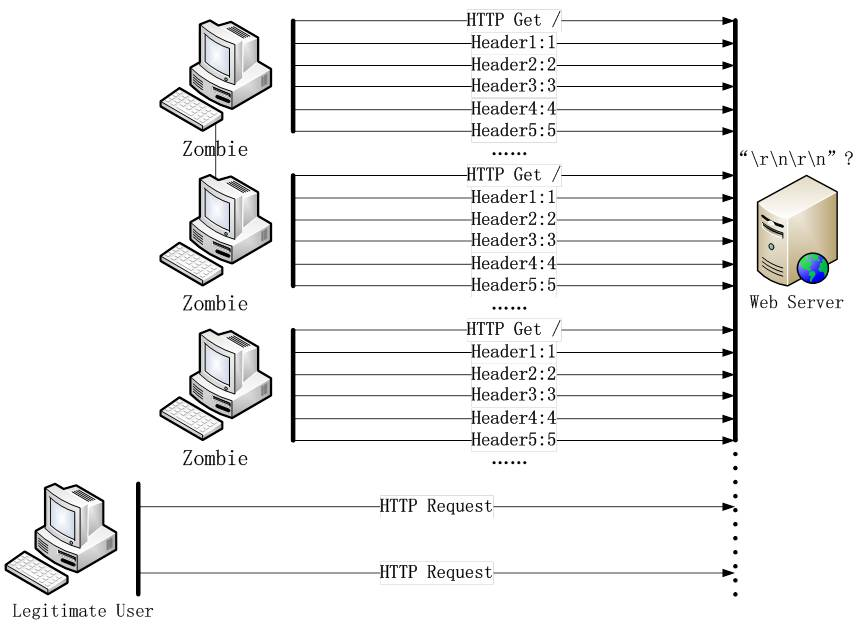 HTTP Get /
Header1:1
Header2:2
Header3:3
Header4:4
Header5:5
……
Zombie
“\r\n\r\n”?
HTTP Get /
Header1:1
Header2:2
Header3:3
Header4:4
Header5:5
……
Zombie
Web Server
HTTP Get /
Header1:1
Header2:2
Header3:3
Header4:4
Header5:5
……
Zombie
HTTP Request
HTTP Request
Legitimate User